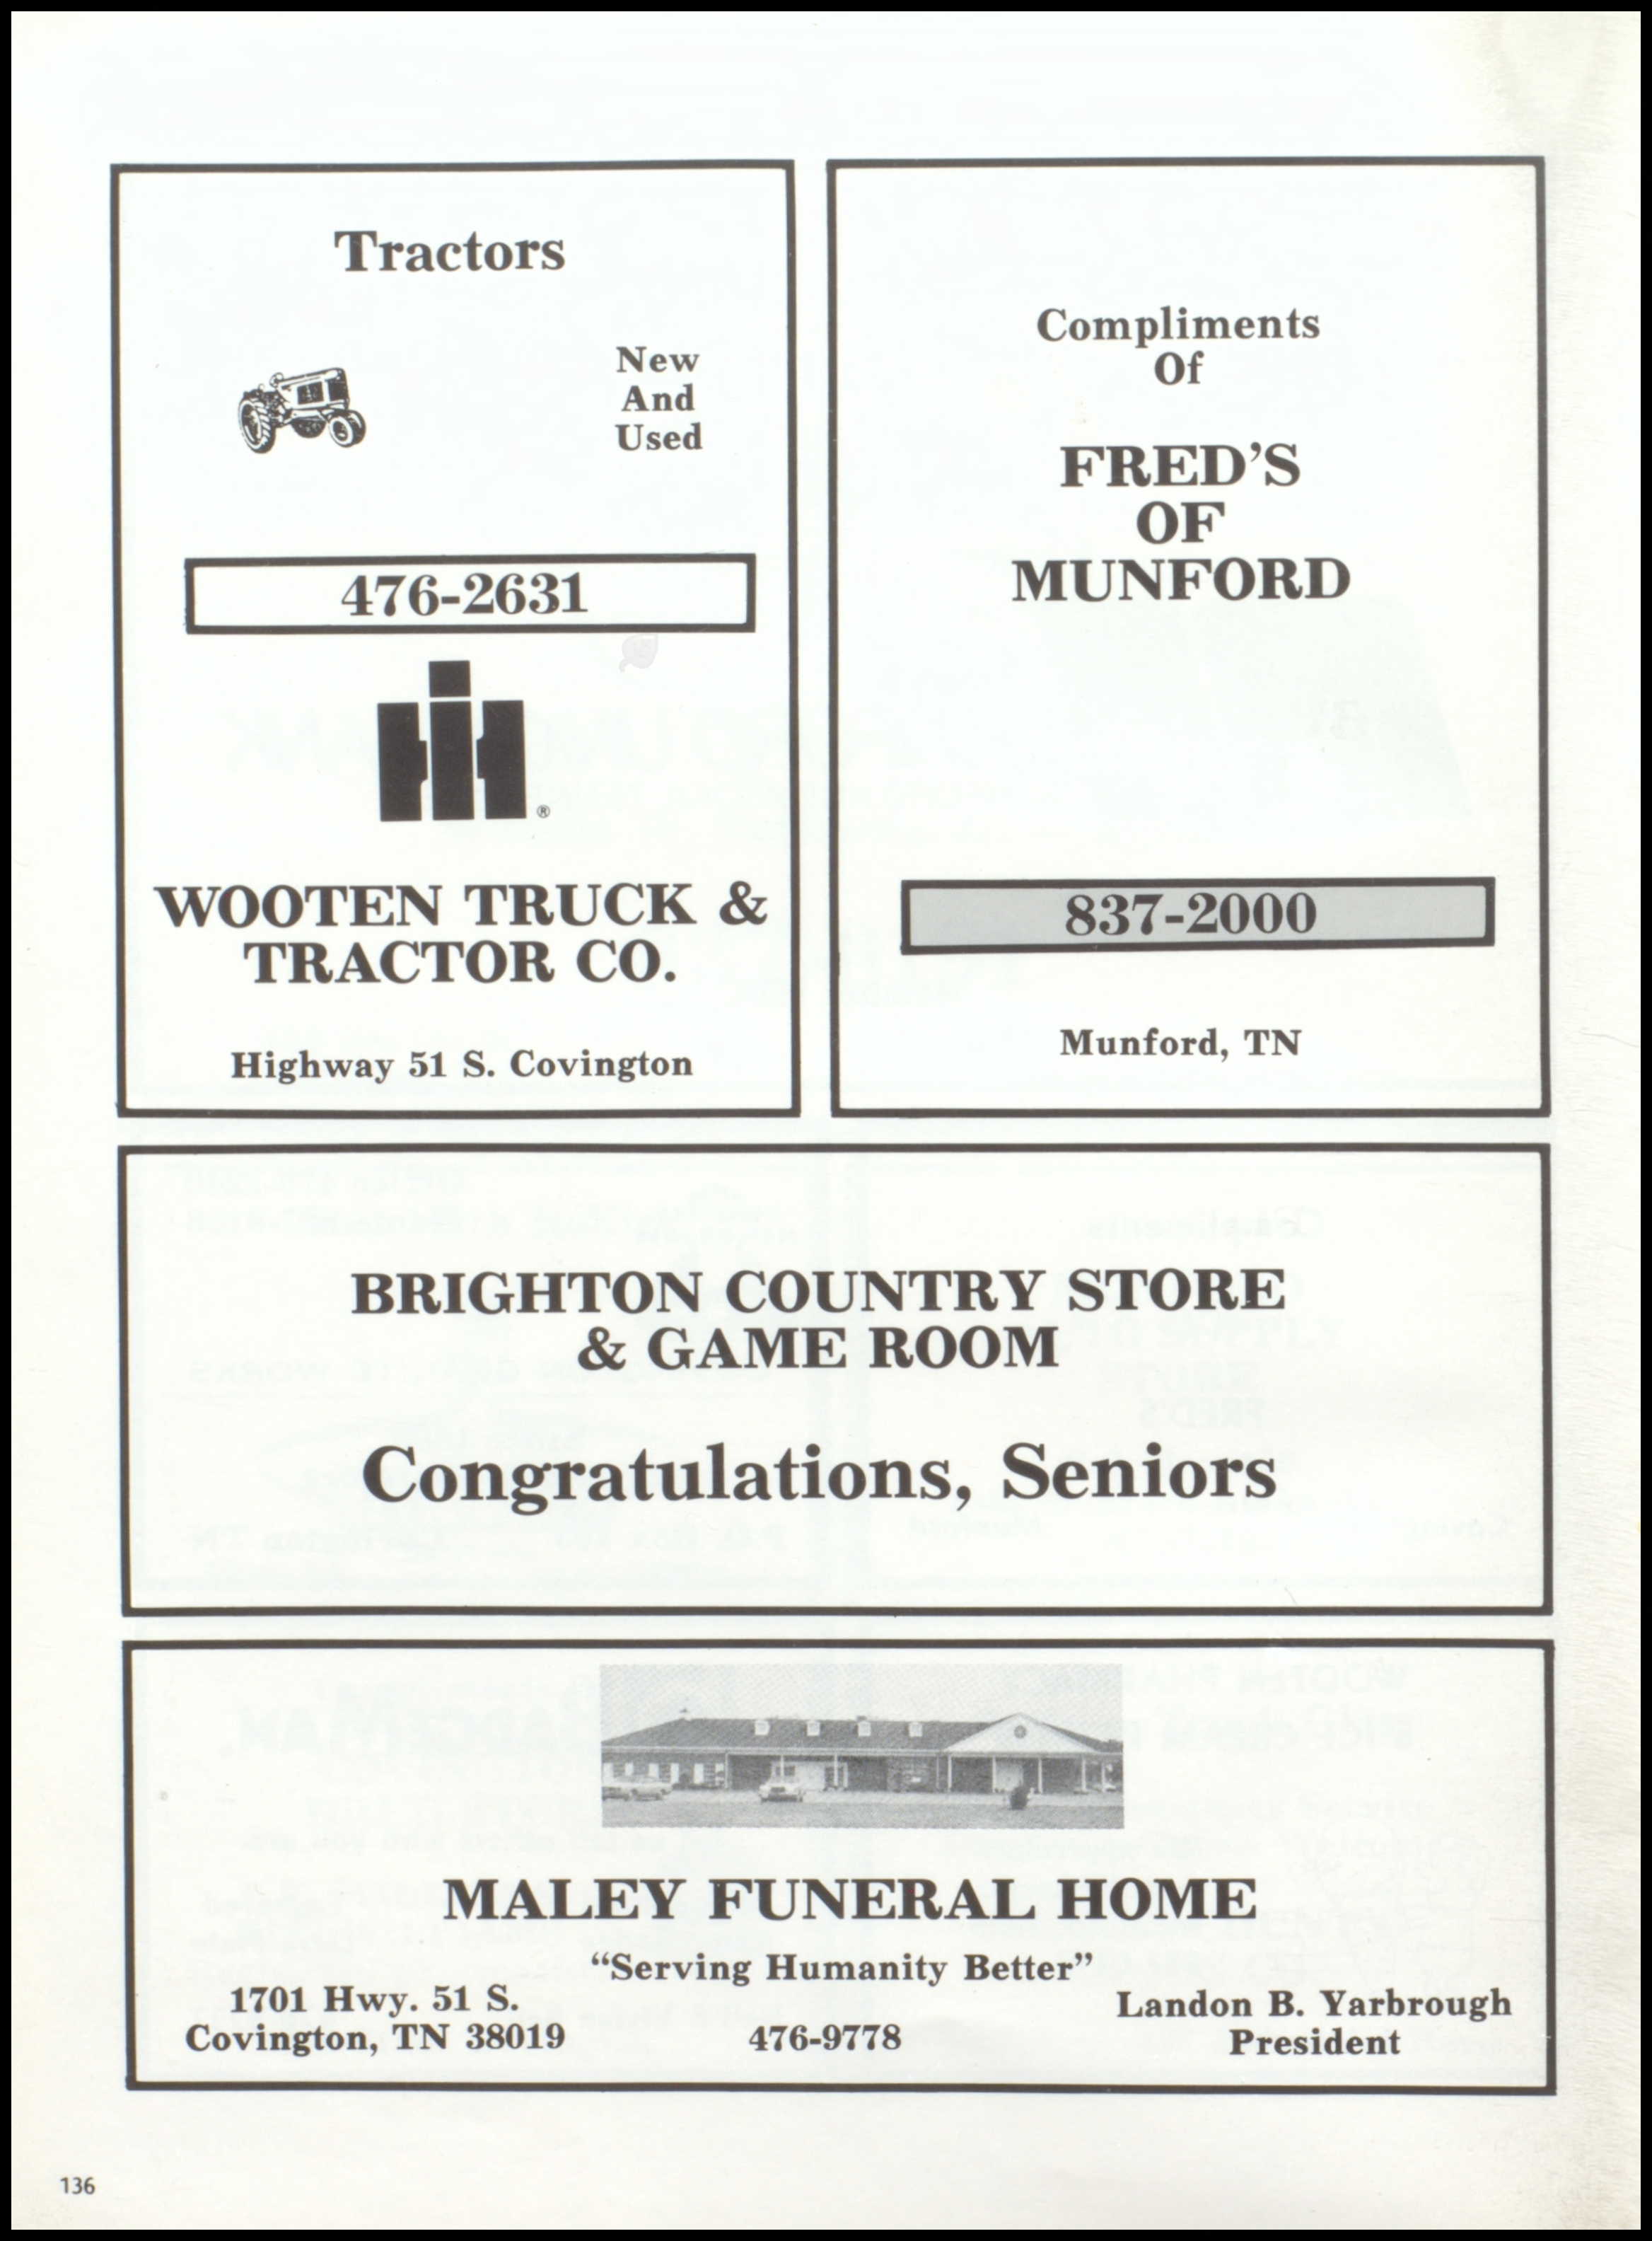 Tractors
New
And
Used
476-2631
IH®
WOOTEN TRUCK &
TRACTOR CO.
Highway 51 S. Covington
Compliments
Of
FRED'S
OF
MUNFORD
837-2000
Munford, TN
BRIGHTON COUNTRY STORE
& GAME ROOM
Congratulations, Seniors
MALEY FUNERAL HOME
“Serving Humanity Better”
1701 Hwy. 51 S.
Covington, TN 38019
476-9778
Landon B. Yarbrough
President
136